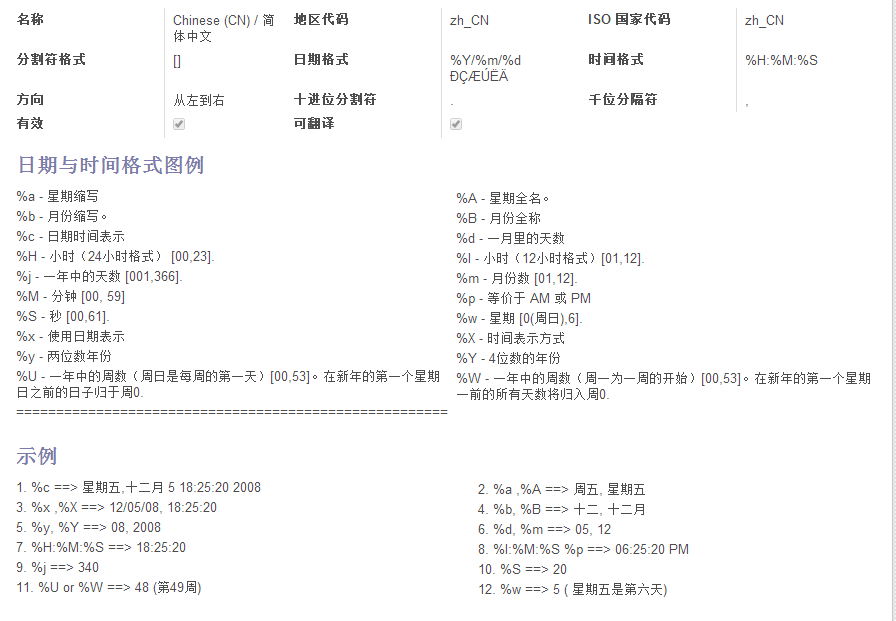 名称 Chinese (CN) / 简 地区代码 zh_CN ISO 国家代码 zh_CN
体中文
分割符格式 [] 日期格式 %Y/%m/%d 时间格式 %H:%M:%S
ÐÇÆÚËÄ
方向 从左到右 十进位分割符 . 千位分隔符 ,
有效 可翻译
日期与时间格式图例
%a - 星期缩写
%b - 月份缩写。
%c - 日期时间表示
%H - 小时（24小时格式） [00,23].
%j - 一年中的天数 [001,366].
%M - 分钟 [00, 59]
%S - 秒 [00,61].
%x - 使用日期表示
%y - 两位数年份
%U - 一年中的周数（周日是每周的第一天）[00,53]。在新年的第一个星期
日之前的日子归于周0.
======================================================
%A - 星期全名。
%B - 月份全称
%d - 一月里的天数
%I - 小时（12小时格式）[01,12].
%m - 月份数 [01,12].
%p - 等价于 AM 或 PM
%w - 星期 [0(周日),6].
%X - 时间表示方式
%Y - 4位数的年份
%W - 一年中的周数（周一为一周的开始）[00,53]。在新年的第一个星期
一前的所有天数将归入周0.
示例
1. %c ==> 星期五,十二月 5 18:25:20 2008
2. %a ,%A ==> 周五, 星期五
3. %x ,%X ==> 12/05/08, 18:25:20
4. %b, %B ==> 十二, 十二月
5. %y, %Y ==> 08, 2008
6. %d, %m ==> 05, 12
7. %H:%M:%S ==> 18:25:20
8. %I:%M:%S %p ==> 06:25:20 PM
9. %j ==> 340
10. %S ==> 20
11. %U or %W ==> 48 (第49周)
12. %w ==> 5 ( 星期五是第六天)